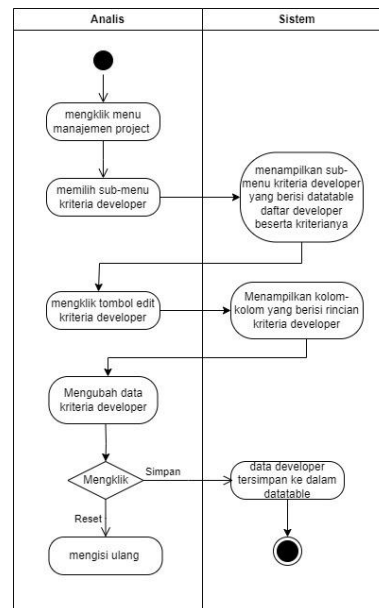 Analis
Sistem
mengklik menu
manajemen project
memilih sub-menu
kriteria developer
menampilkan sub-
menu kriteria developer
yang berisi datatable
daftar developer
beserta kriterianya
mengklik tombol edit
kriteria developer
Menampilkan kolom-
kolom yang berisi rincian
kriteria developer
Mengubah data
kriteria developer
Mengklik
Simpan
data developer
tersimpan ke dalam
datatable
Reset
mengisi ulang